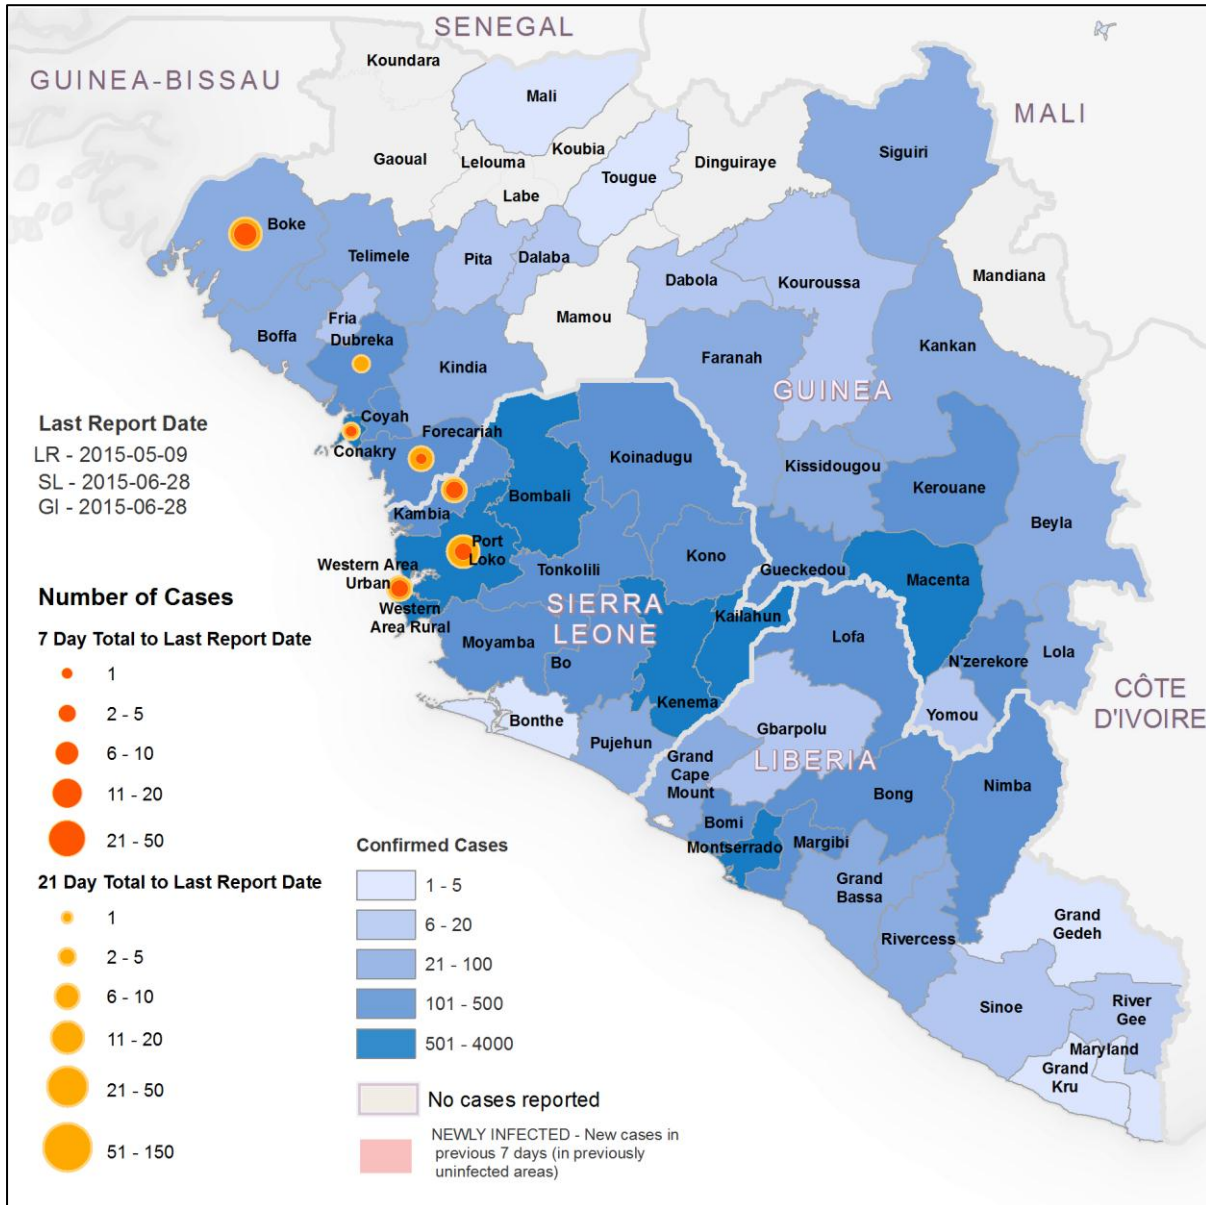 SENEGAL
GUINEA-BISSAU
MALI
Koundara
Mali
Gaoual
Lelouma
Koubia
Labe
Tougue
Dinguiraye
Siguiri
Boke
Telimele
Pita
Dalaba
Dabola
Kouroussa
Mandiana
Mamou
Fria
Boffa
Dubreka
Kindia
Faranah
Kankan
GUINEA
Coyah
Conakry
Forecariah
Kissidougou
Kerouane
Beyla
Koinadugu
Bombali
Kambia
Port
Loko
Kono
Gueckedou
Macenta
Western Area
Urban
Tonkolili
Western
Area Rural
SIERRA
LEONE
Kailahun
Lofa
N'zerekore
Lola
Moyamba
Bo
Kenema
Yomou
CÔTE
D'IVOIRE
Bonthe
Pujehun
Gbarpolu
LIBERIA
Grand
Cape
Mount
Nimba
Bong
Bomi
Montserrado
Margibi
Grand
Bassa
Rivercess
Grand
Gedeh
Sinoe
River
Gee
Maryland
Grand
Kru
Last Report Date
LR - 2015-05-09
SL - 2015-06-28
GI - 2015-06-28
Number of Cases
7 Day Total to Last Report Date
1
2 - 5
6 - 10
11 - 20
21 - 50
21 Day Total to Last Report Date
1
2 - 5
6 - 10
11 - 20
21 - 50
51 - 150
Confirmed Cases
1 - 5
6 - 20
21 - 100
101 - 500
501 - 4000
No cases reported
NEWLY INFECTED - New cases in
previous 7 days (in previously
uninfected areas)